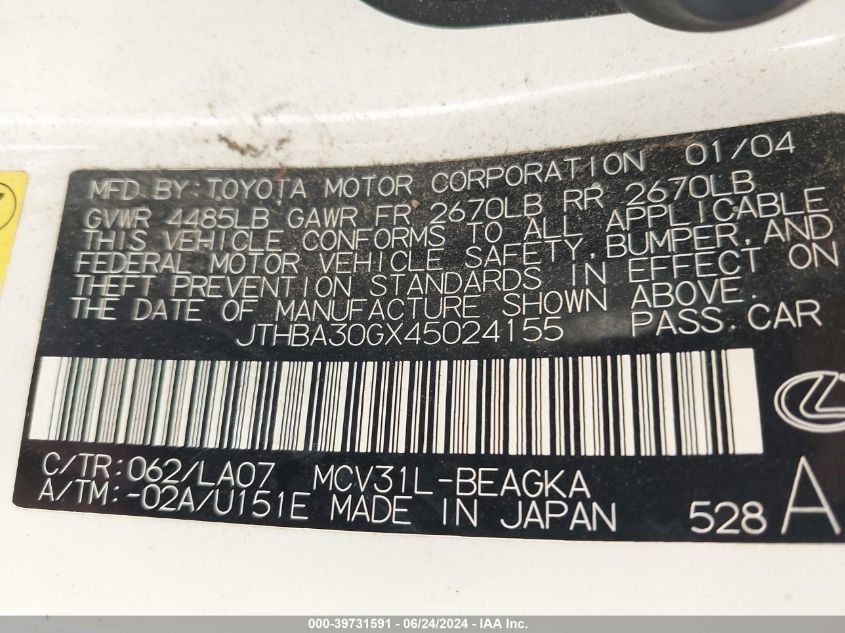 MFD BY: TOYOTA MOTOR CORPORATION 01/04
GVWR 4485LB GAWR FR 2670LB RR 2670LB
THIS VEHICLE CONFORMS TO ALL APPLICABLE
FEDERAL MOTOR VEHICLE SAFETY, BUMPER, AND
THEFT PREVENTION STANDARDS IN EFFECT ON
THE DATE OF MANUFACTURE SHOWN ABOVE.
JTHBA30GX45024155 PASS. CAR
C/TR: 062/LA07 MCV31L-BEAGKA
A/TM: -02A/U151E MADE IN JAPAN 528 A
000-39731591 - 06/24/2024 - IAA Inc.